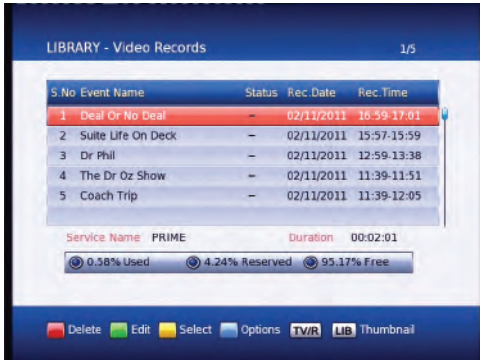 LIBRARY - Video Records 1/5
S.No Event Name Status Rec.Date Rec.Time
1 Deal Or No Deal – 02/11/2011 16:59-17:01
2 Suite Life On Deck – 02/11/2011 15:57-15:59
3 Dr Phil – 02/11/2011 12:59-13:38
4 The Dr Oz Show – 02/11/2011 11:39-11:51
5 Coach Trip – 02/11/2011 11:39-12:05
Service Name PRIME Duration 00:02:01
0.58% Used 4.24% Reserved 95.17% Free
Delete Edit Select Options TV/R LIB Thumbnail